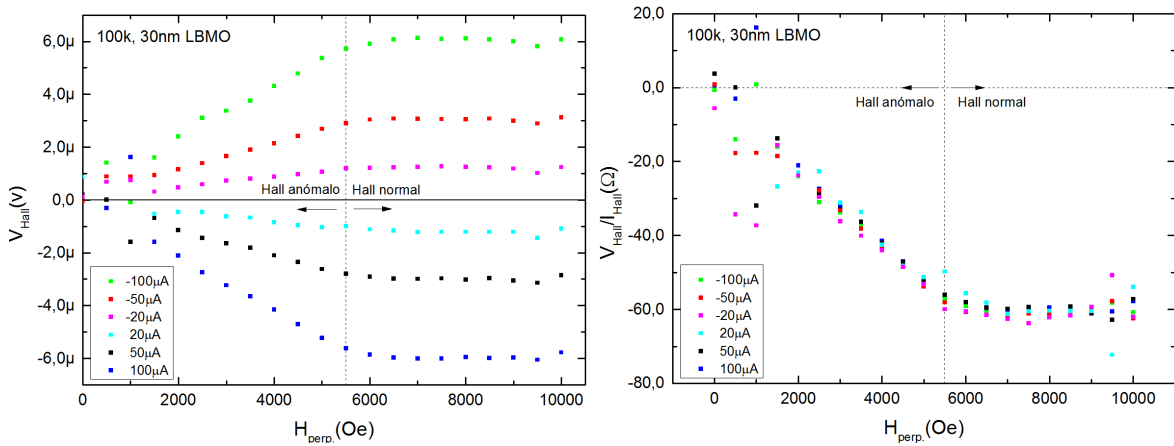 100k, 30nm LBMO
6,0µ
4,0µ
2,0µ
0,0
-2,0µ
-4,0µ
-6,0µ
V_Hall(v)
Hall anómalo
Hall normal
-100µA
-50µA
-20µA
20µA
50µA
100µA
0
2000
4000
6000
8000
10000
H_perp.(Oe)
100k, 30nm LBMO
20,0
0,0
-20,0
-40,0
-60,0
-80,0
V_Hall/I_Hall(Ω)
Hall anómalo
Hall normal
-100µA
-50µA
-20µA
20µA
50µA
100µA
0
2000
4000
6000
8000
10000
H_perp.(Oe)